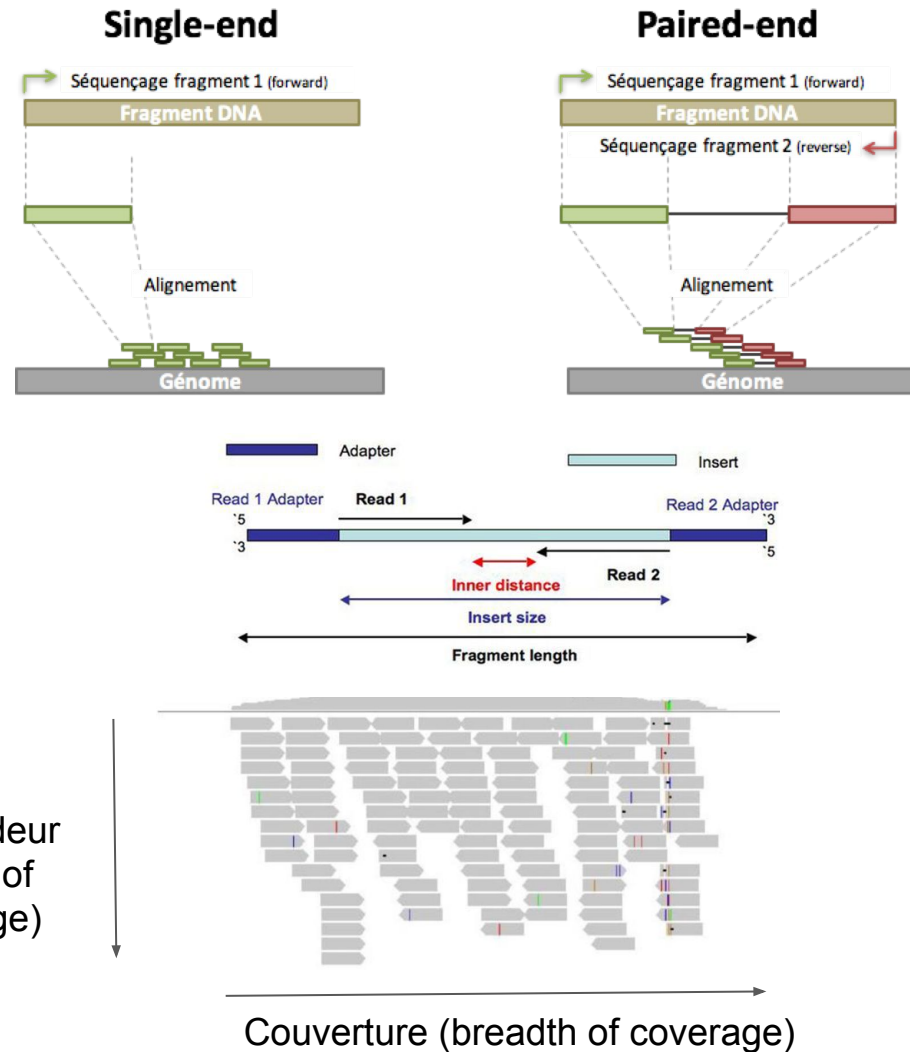 Single-end
Paired-end
Séquençage fragment 1 (forward)
Fragment DNA
Séquençage fragment 1 (forward)
Fragment DNA
Séquençage fragment 2 (reverse)
Alignement
Alignement
Génome
Génome
Adapter
Insert
Read 1 Adapter
Read 1
Read 2 Adapter
`5
`3
`3
`5
Read 2
Inner distance
Insert size
Fragment length
deur
of
ge)
Couverture (breadth of coverage)